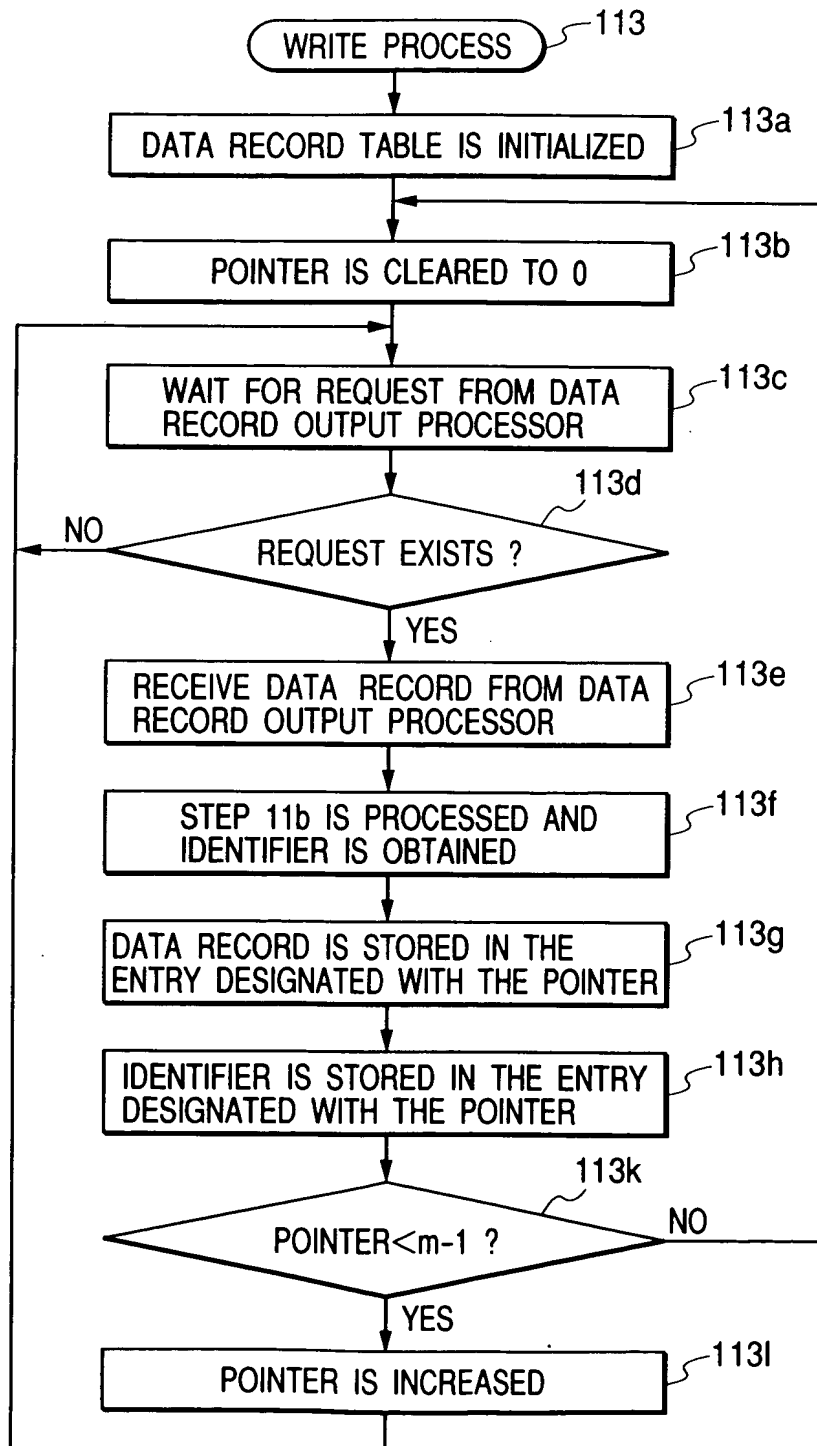 WRITE PROCESS
113
113a
DATA RECORD TABLE IS INITIALIZED
113b
POINTER IS CLEARED TO 0
113c
WAIT FOR REQUEST FROM DATA
RECORD OUTPUT PROCESSOR
113d
NO
REQUEST EXISTS ?
YES
113e
RECEIVE DATA RECORD FROM DATA
RECORD OUTPUT PROCESSOR
113f
STEP 11b IS PROCESSED AND
IDENTIFIER IS OBTAINED
113g
DATA RECORD IS STORED IN THE
ENTRY DESIGNATED WITH THE POINTER
113h
IDENTIFIER IS STORED IN THE ENTRY
DESIGNATED WITH THE POINTER
113k
NO
POINTER<m-1 ?
YES
113l
POINTER IS INCREASED